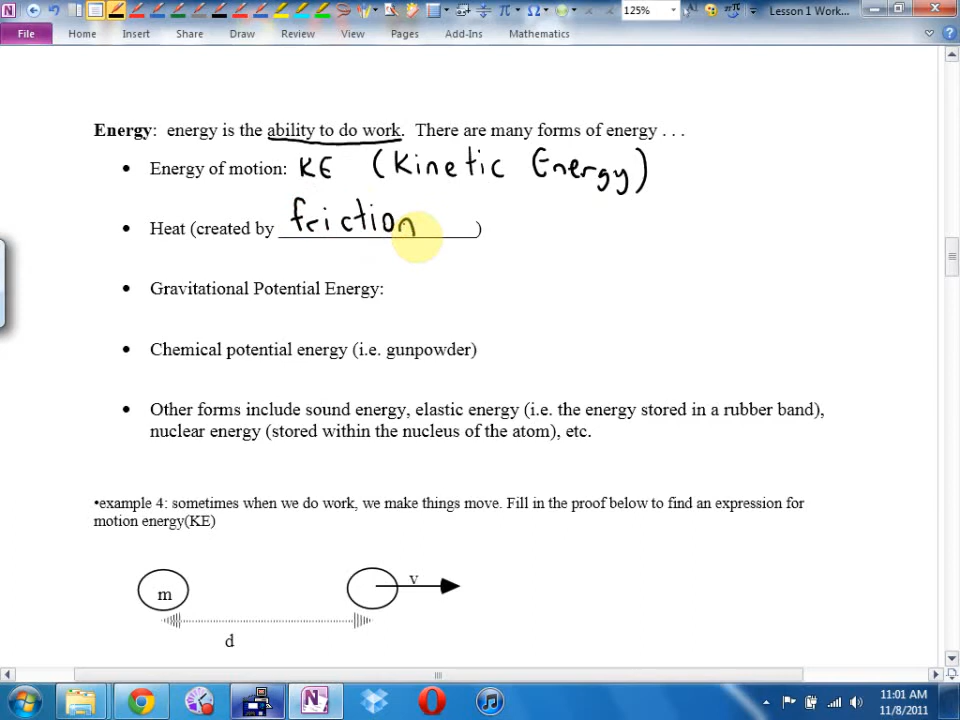 125%
Lesson 1 Work...
File Home Insert Share Draw Review View Pages Add-Ins Mathematics
Energy: energy is the ability to do work. There are many forms of energy . . .
• Energy of motion: KE (Kinetic Energy)
• Heat (created by friction)
• Gravitational Potential Energy:
• Chemical potential energy (i.e. gunpowder)
• Other forms include sound energy, elastic energy (i.e. the energy stored in a rubber band),
nuclear energy (stored within the nucleus of the atom), etc.
•example 4: sometimes when we do work, we make things move. Fill in the proof below to find an expression for
motion energy(KE)
v
m
d
11:01 AM
11/8/2011